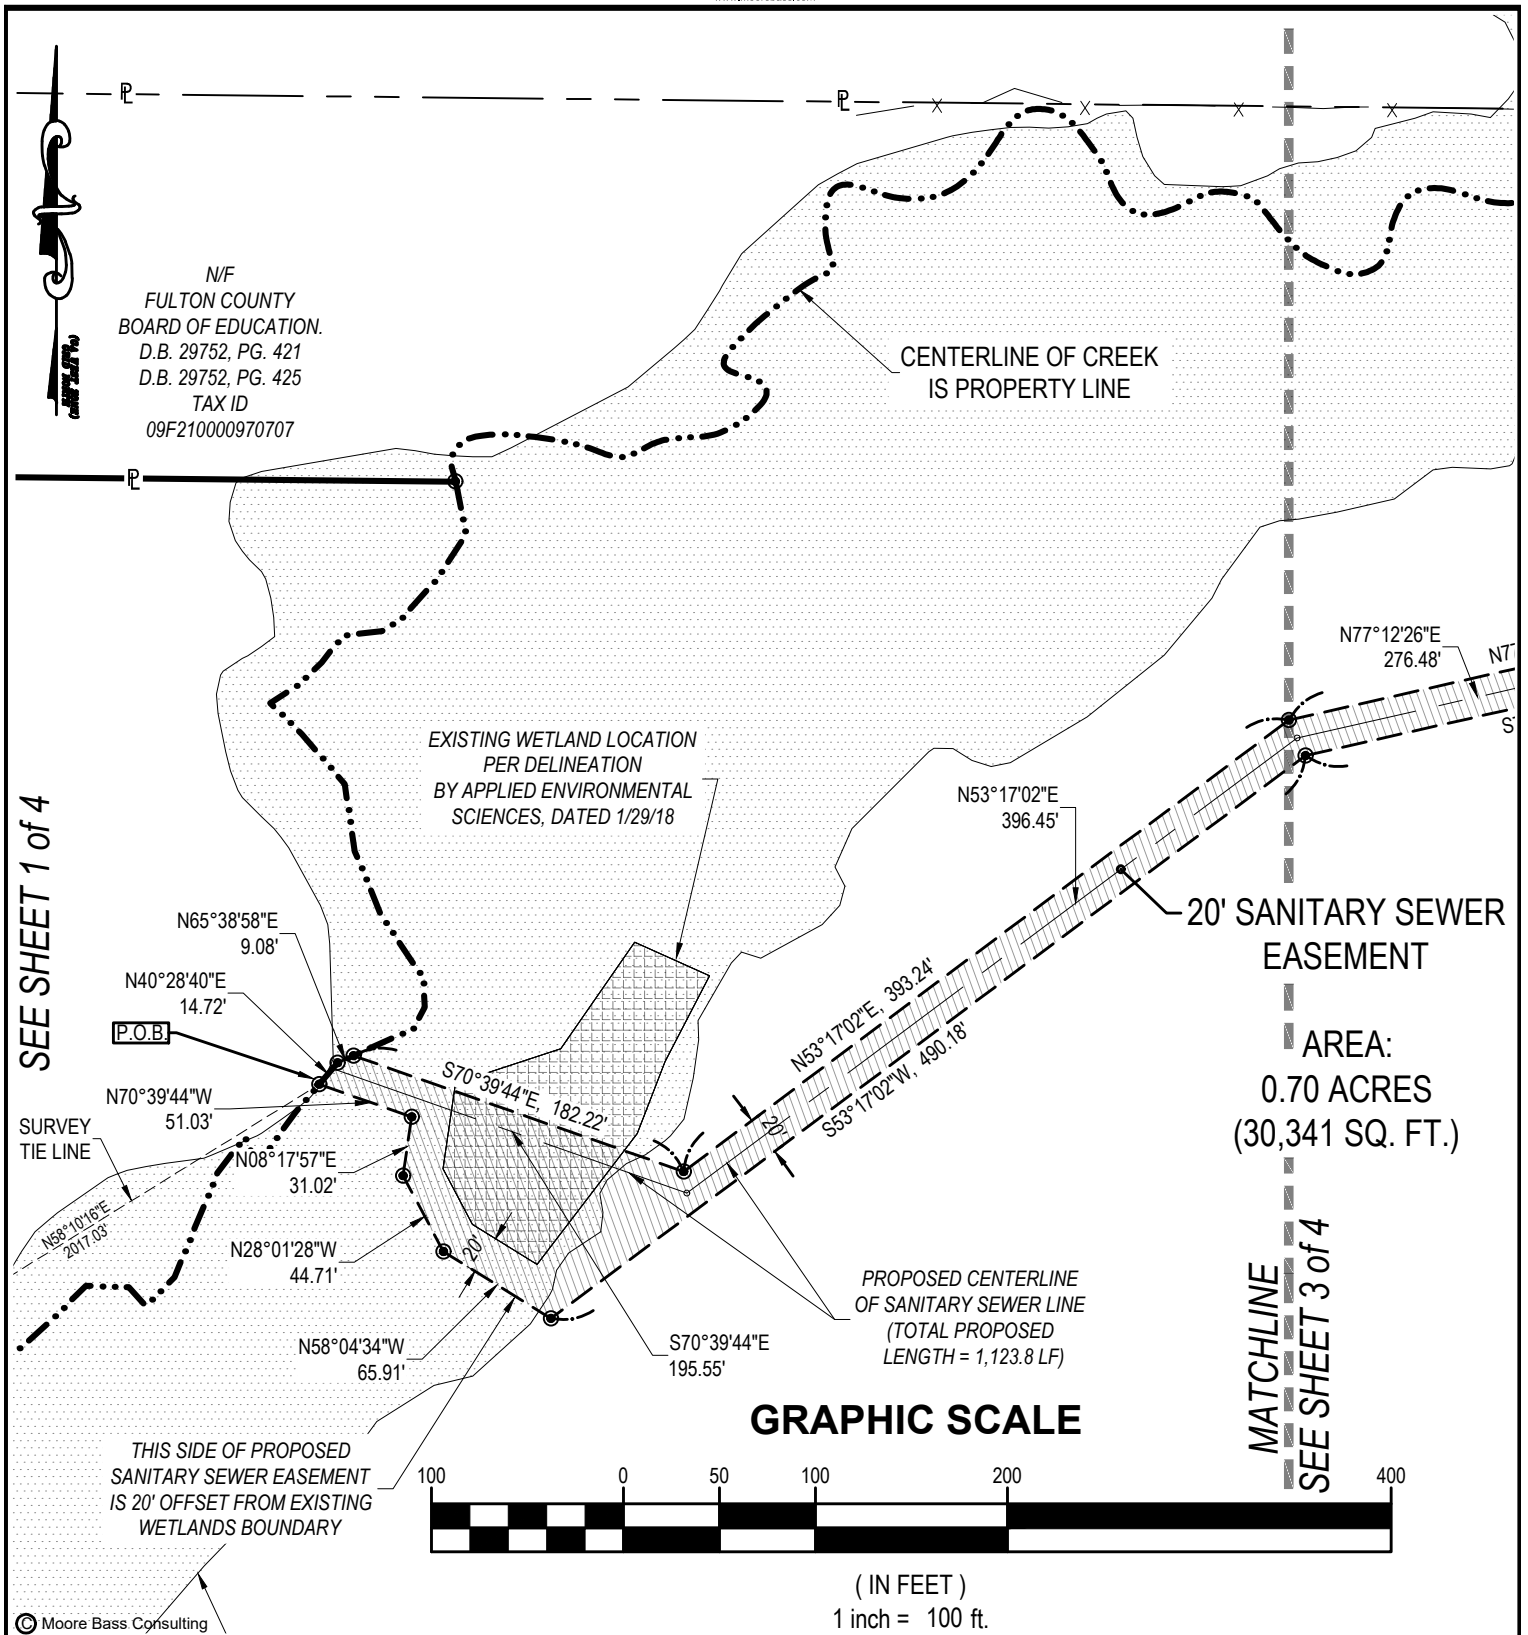 N/F
FULTON COUNTY
BOARD OF EDUCATION.
D.B. 29752, PG. 421
D.B. 29752, PG. 425
TAX ID
09F210000970707
CENTERLINE OF CREEK
IS PROPERTY LINE
N77°12'26"E
276.48'
N77
S
EXISTING WETLAND LOCATION
PER DELINEATION
BY APPLIED ENVIRONMENTAL
SCIENCES, DATED 1/29/18
SEE SHEET 1 of 4
N53°17'02"E
396.45'
20' SANITARY SEWER
EASEMENT
N65°38'58"E
9.08'
N40°28'40"E
14.72'
P.O.B.
N70°39'44"W
51.03'
S70°39'44"E, 182.22'
N53°17'02"E, 393.24'
S53°17'02"W, 490.18'
20'
AREA:
0.70 ACRES
(30,341 SQ. FT.)
SURVEY
TIE LINE
N58°10'16"E
2017.03'
N08°17'57"E
31.02'
N28°01'28"W
44.71'
20'
N58°04'34"W
65.91'
S70°39'44"E
195.55'
PROPOSED CENTERLINE
OF SANITARY SEWER LINE
(TOTAL PROPOSED
LENGTH = 1,123.8 LF)
MATCHLINE
SEE SHEET 3 of 4
THIS SIDE OF PROPOSED
SANITARY SEWER EASEMENT
IS 20' OFFSET FROM EXISTING
WETLANDS BOUNDARY
GRAPHIC SCALE
100 0 50 100 200 400
( IN FEET )
1 inch = 100 ft.
© Moore Bass Consulting